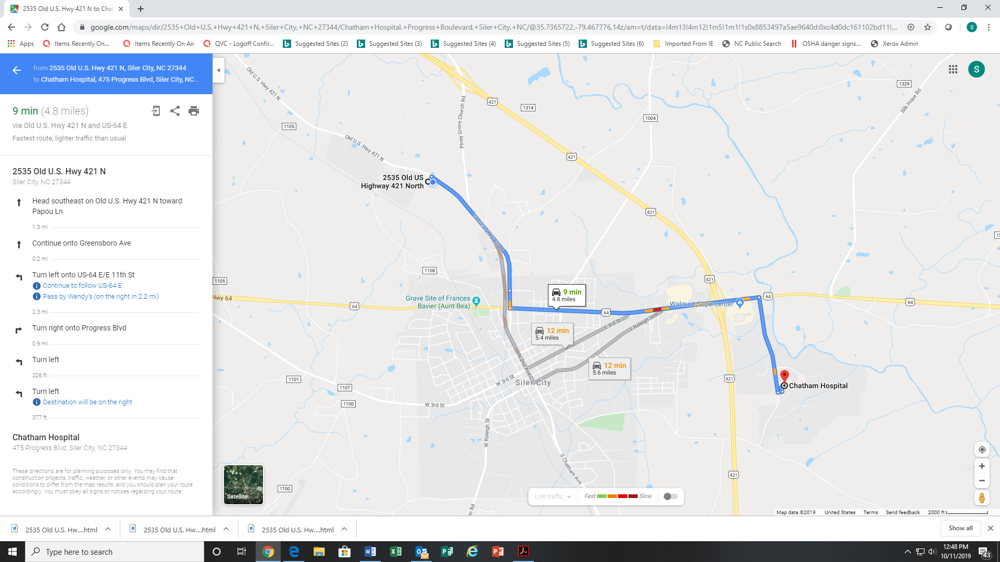 2535 Old U.S. Hwy 421 N to Chat
google.com/maps/dir/2535+Old+U.S.+Hwy+421+N,+Siler+City,+NC+27344/Chatham+Hospital,+Progress+Boulevard,+Siler+City,+NC/@35.7365722,-79.467776,14z/am=t/data=!4m13!4m12!1m5!1m1!1s0x8853497a5ae9640d:0xc4d0dc161102bd11!...
S
Apps
Items Recently On...
Items Recently On Air
QVC - Logoff Confir...
Suggested Sites (2)
Suggested Sites (3)
Suggested Sites (4)
Suggested Sites (5)
Suggested Sites (6)
Imported From IE
NC Public Search
OSHA danger signs...
Xerox Admin
from 2535 Old U.S. Hwy 421 N, Siler City, NC 27344
to Chatham Hospital, 475 Progress Blvd, Siler City, NC...
9 min (4.8 miles)
via Old U.S. Hwy 421 N and US-64 E
Fastest route, lighter traffic than usual
2535 Old U.S. Hwy 421 N
Siler City, NC 27344
Head southeast on Old U.S. Hwy 421 N toward
Papou Ln
1.3 mi
Continue onto Greensboro Ave
0.2 mi
Turn left onto US-64 E/E 11th St
Continue to follow US-64 E
Pass by Wendy's (on the right in 2.2 mi)
2.3 mi
Turn right onto Progress Blvd
0.9 mi
Turn left
226 ft
Turn left
Destination will be on the right
377 ft
Chatham Hospital
475 Progress Blvd, Siler City, NC 27344
These directions are for planning purposes only. You may find that
construction projects, traffic, weather, or other events may cause
conditions to differ from the map results, and you should plan your route
accordingly. You must obey all signs or notices regarding your route.
Old U.S. Hwy 421 N
S
1329
Silk Hope Rd
421
1314
Piney Grove Church Rd
1004
1105
Old U.S. Hwy 421 N
421
2535 Old US
Highway 421 North
421
Old U.S. Hwy 421 N
1108
1105
421
Hwy 64
Grave Site of Frances
Bavier (Aunt Bea)
64
9 min
4.8 miles
64
Walmart Supercenter
64
64
12 min
5.4 miles
E 3rd St
E Raleigh St
12 min
5.6 miles
N 2nd Ave
W 3rd St
Siler City
421
421
Chatham Hospital
1101
1107
1100
W 3rd St
W Raleigh St
S Chatham Ave
421
1100
on Rd
Satellite
Live traffic
Fast
Slow
Map data ©2019
United States
Terms
Send feedback
2000 ft
2535 Old U.S. Hw....html
2535 Old U.S. Hw....html
2535 Old U.S. Hw....html
Show all
Type here to search
12:48 PM
10/11/2019
43